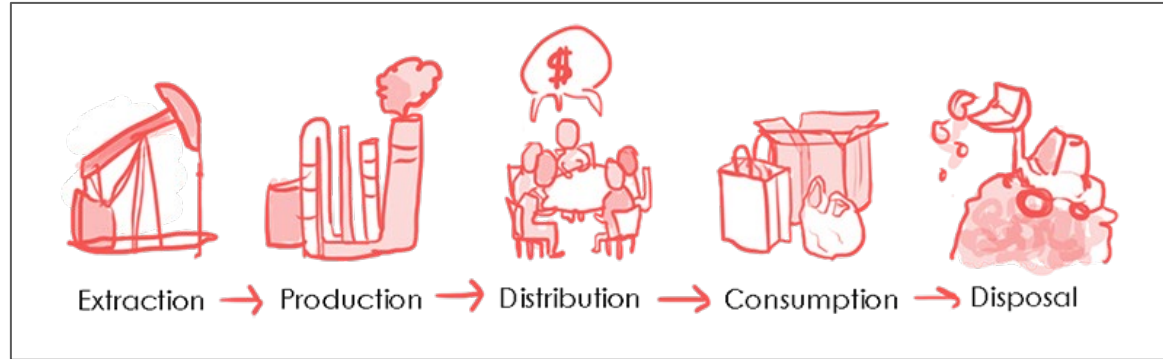 $
Extraction → Production → Distribution → Consumption → Disposal